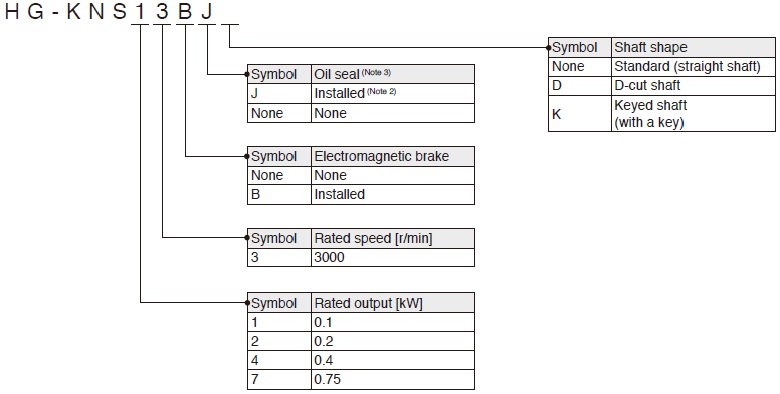 HG-KNS13BJ_
Symbol Shaft shape
None Standard (straight shaft)
D D-cut shaft
K Keyed shaft
(with a key)
Symbol Oil seal (Note 3)
J Installed (Note 2)
None None
Symbol Electromagnetic brake
None None
B Installed
Symbol Rated speed [r/min]
3 3000
Symbol Rated output [kW]
1 0.1
2 0.2
4 0.4
7 0.75